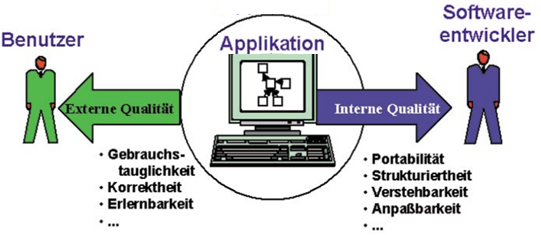 Benutzer
Applikation
Software-
entwickler
Externe Qualität
Interne Qualität
• Gebrauchs-
tauglichkeit
• Korrektheit
• Erlernbarkeit
• ...
• Portabilität
• Strukturiertheit
• Verstehbarkeit
• Anpaßbarkeit
• ...